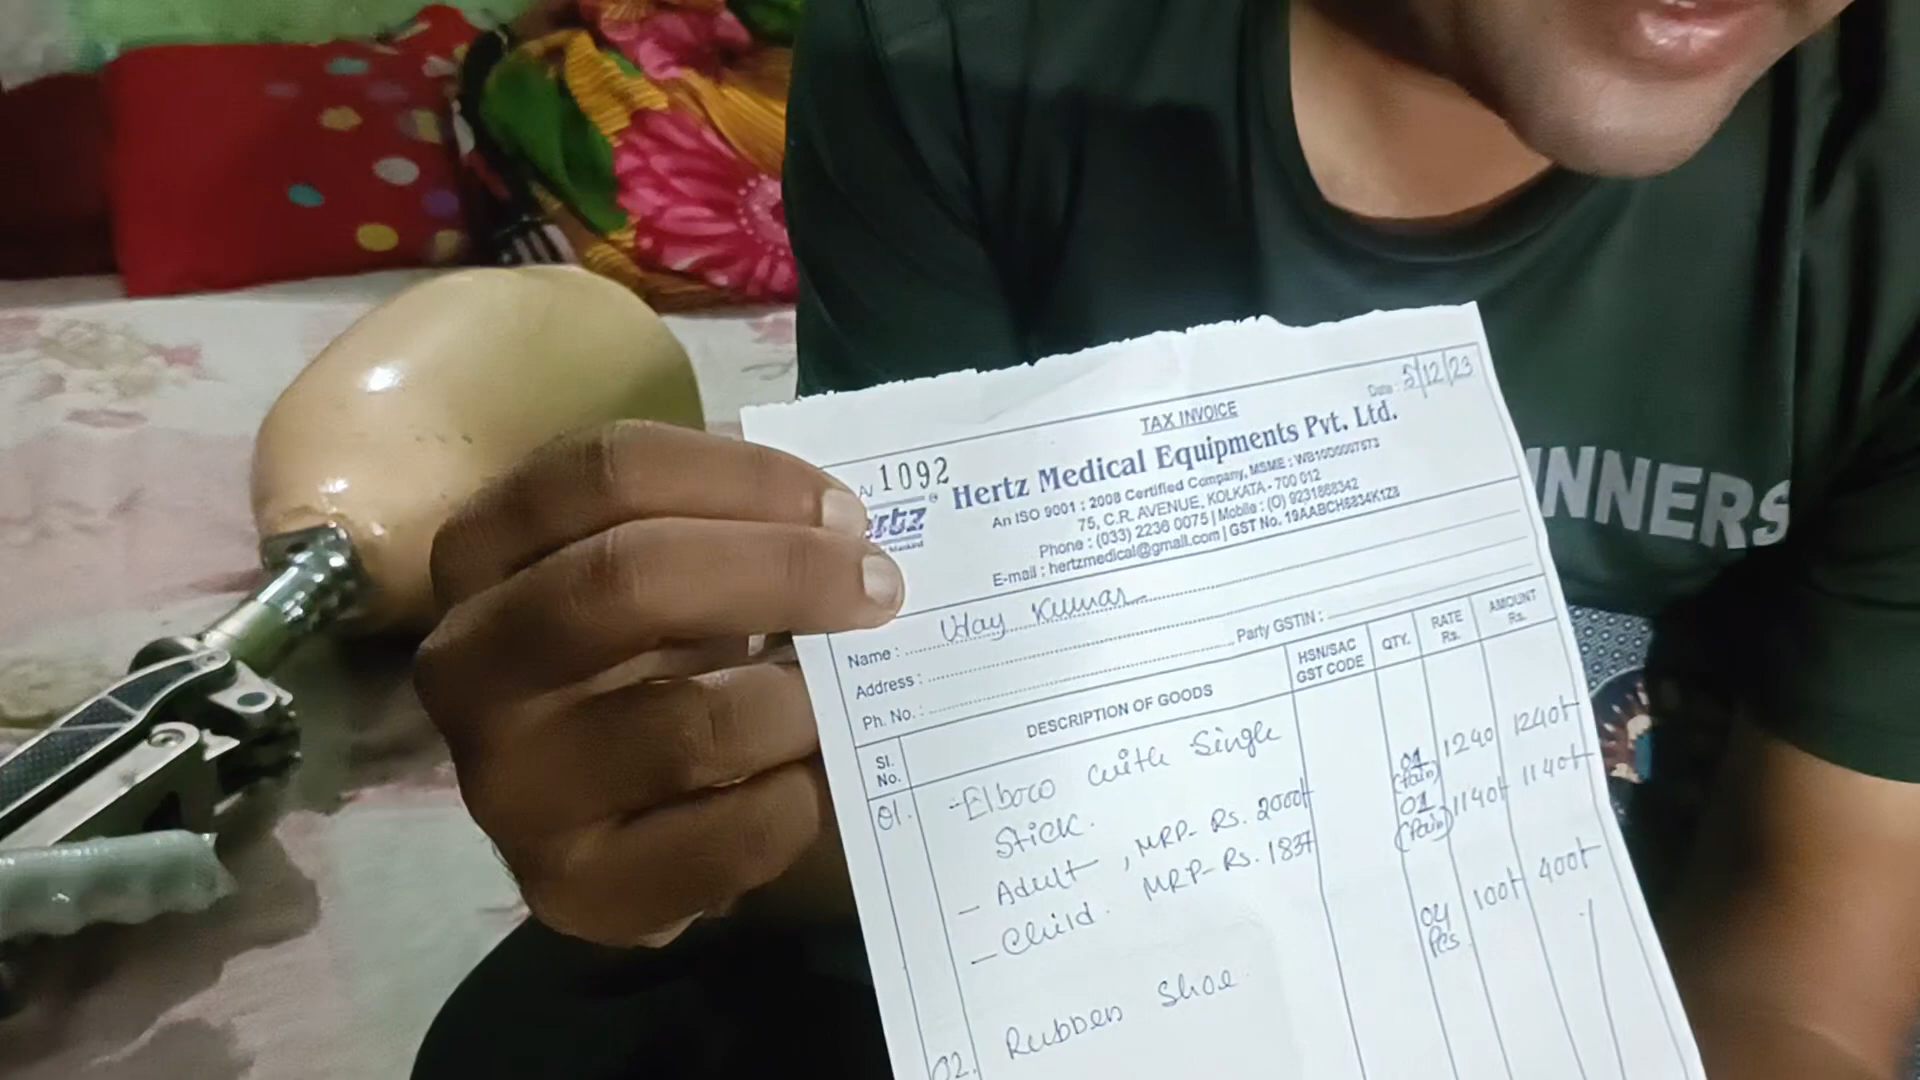 TAX INVOICE
Date : 5/12/23
1092
Hertz Medical Equipments Pvt. Ltd.
An ISO 9001 : 2008 Certified Company, MSME : WB10D0007573
75, C.R. AVENUE, KOLKATA - 700 012
Phone : (033) 2236 0075 | Mobile : (O) 9231868342
E-mail : hertzmedical@gmail.com | GST No. 19AABCH6834K1Z8
Name : Kumar
Address :
Ph. No. : Party GSTIN :
Sl. No. DESCRIPTION OF GOODS HSN/SAC GST CODE QTY. RATE Rs. AMOUNT Rs.
01. Elbow with Single
Stick. 01 (Pair) 1240 1240/-
- Adult , MRP- Rs. 2000/- 01 (Pair) 1140/- 1140/-
- Child. MRP- Rs. 1837
02. Rubber Shoe 04 Pcs. 100/- 400/-
INNERS